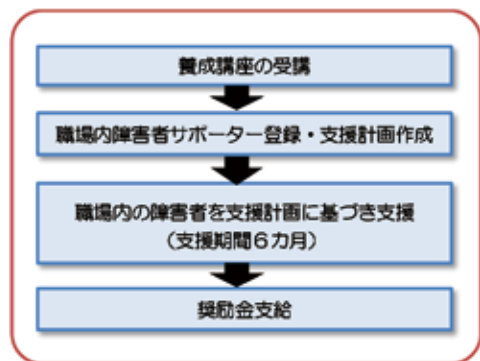 養成講座の受講
職場内障害者サポーター登録・支援計画作成
職場内の障害者を支援計画に基づき支援
（支援期間６カ月）
奨励金支給